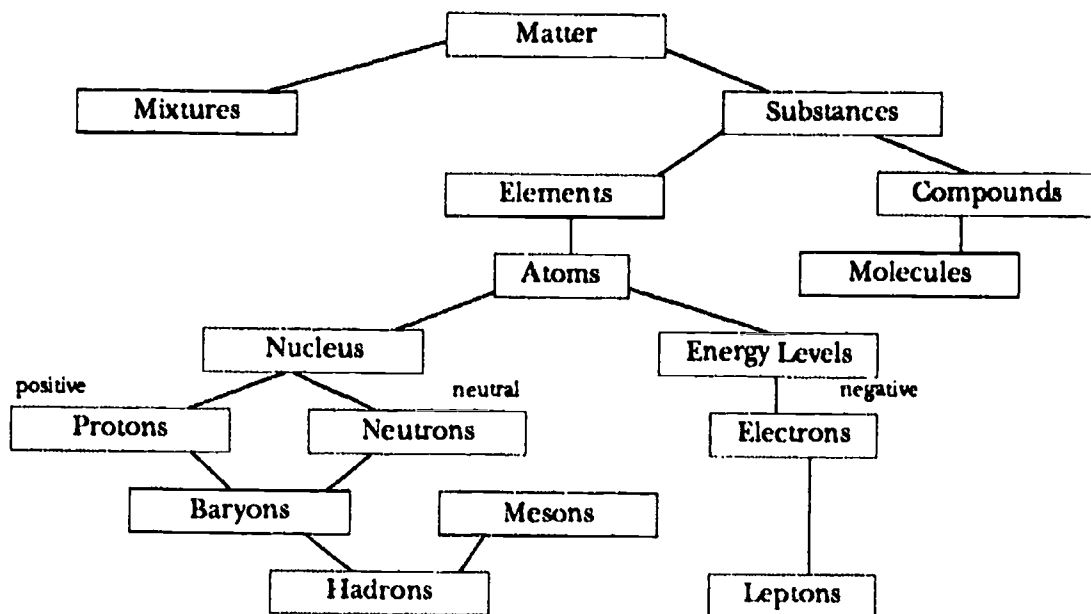 Matter
Mixtures
Substances
Elements
Compounds
Atoms
Molecules
Nucleus
Energy Levels
positive
neutral
negative
Protons
Neutrons
Electrons
Baryons
Mesons
Hadrons
Leptons